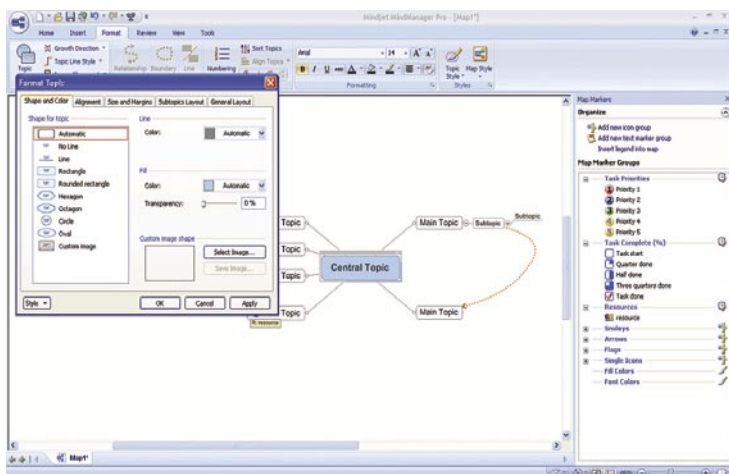 Mindjet MindManager Pro - [Map1*]
Home Insert Format Review View Tools
Growth Direction
Topic Line Style
Topic
Relationship Boundary Line Numbering
Sort Topics
Align Topics
Arial 14
Topic Style Map Style
Formatting
Styles
Format Topic
Shape and Color Alignment Size and Margins Subtopics Layout General Layout
Shape for topic
Automatic
No Line
Line
Rectangle
Rounded rectangle
Hexagon
Octagon
Circle
Oval
Custom image
Line
Color: Automatic
Fill
Color: Automatic
Transparency: 0 %
Custom image shape
Select Image...
Save Image...
Style OK Cancel Apply
Topic
Topic
Topic
Topic
resource
Central Topic
Main Topic Subtopic Subtopic
Main Topic
Map Markers
Organize
Add new icon group
Add new text marker group
Insert legend into map
Map Marker Groups
Task Priorities
Priority 1
Priority 2
Priority 3
Priority 4
Priority 5
Task Complete (%)
Task start
Quarter done
Half done
Three quarters done
Task done
Resources
resource
Smileys
Arrows
Flags
Single Icons
Fill Colors
Font Colors
Map1*